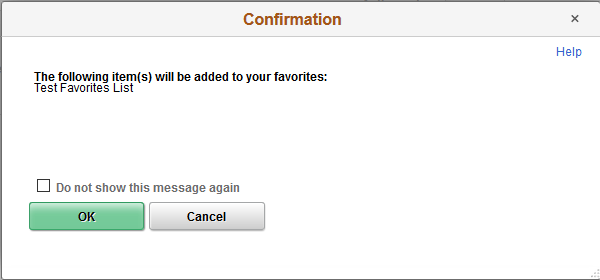 Confirmation
×
Help
The following item(s) will be added to your favorites:
Test Favorites List
Do not show this message again
OK
Cancel